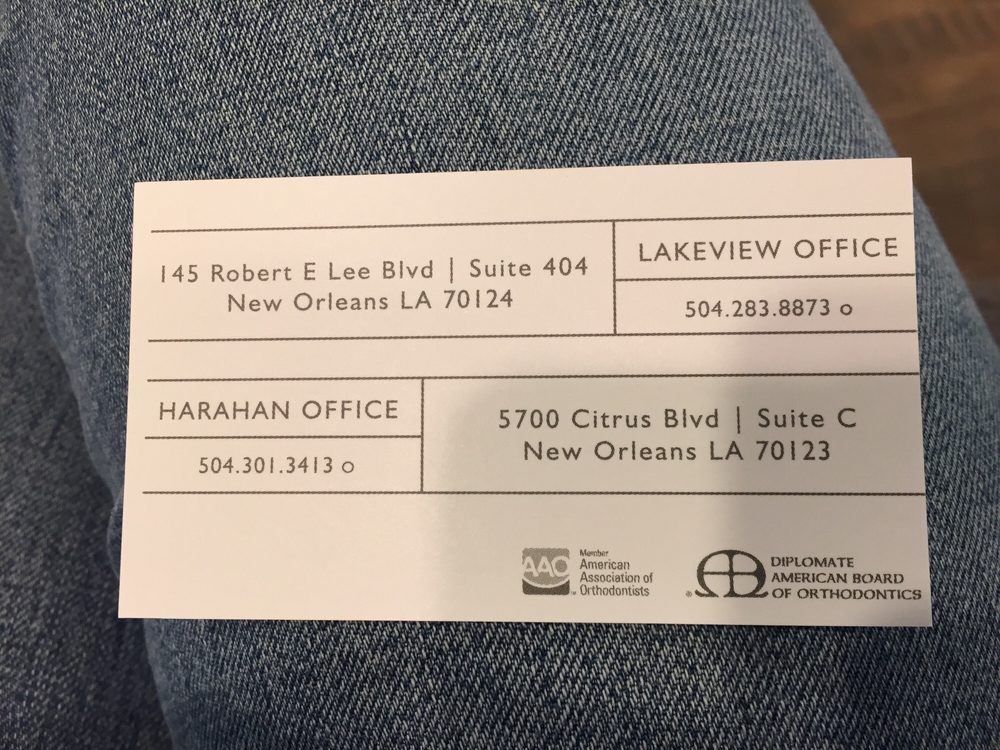 145 Robert E Lee Blvd | Suite 404
New Orleans LA 70124
LAKEVIEW OFFICE
504.283.8873 o
HARAHAN OFFICE
504.301.3413 o
5700 Citrus Blvd | Suite C
New Orleans LA 70123
AAO
Member
American
Association of
Orthodontists
DIPLOMATE
AMERICAN BOARD
OF ORTHODONTICS